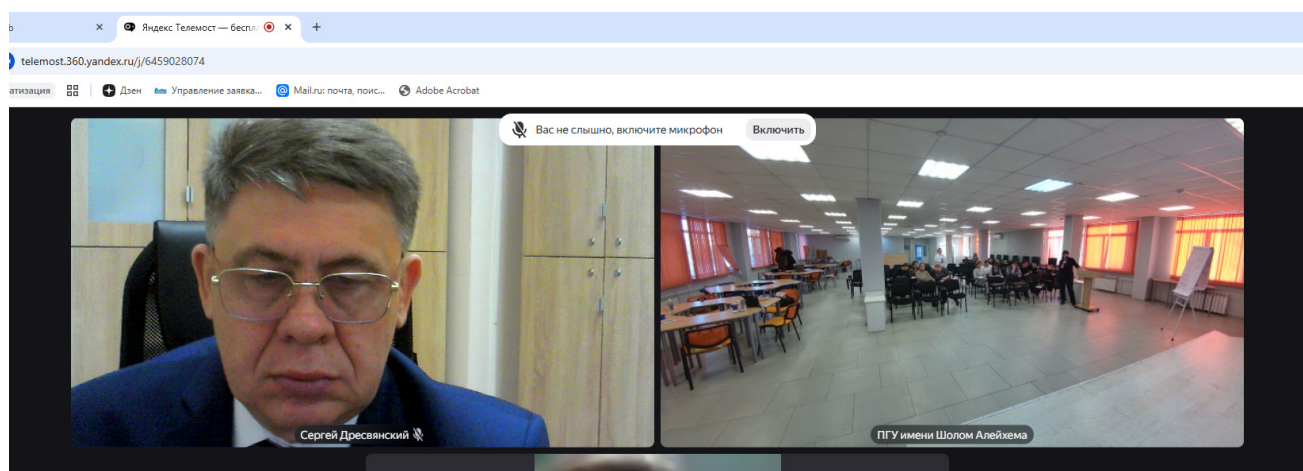 Яндекс Телемост — беспл
telemost.360.yandex.ru/j/6459028074
атизация Дзен Управление заявка... Mail.ru: почта, поис... Adobe Acrobat
Вас не слышно, включите микрофон Включить
Сергей Дресвянский
ПГУ имени Шолом Алейхема